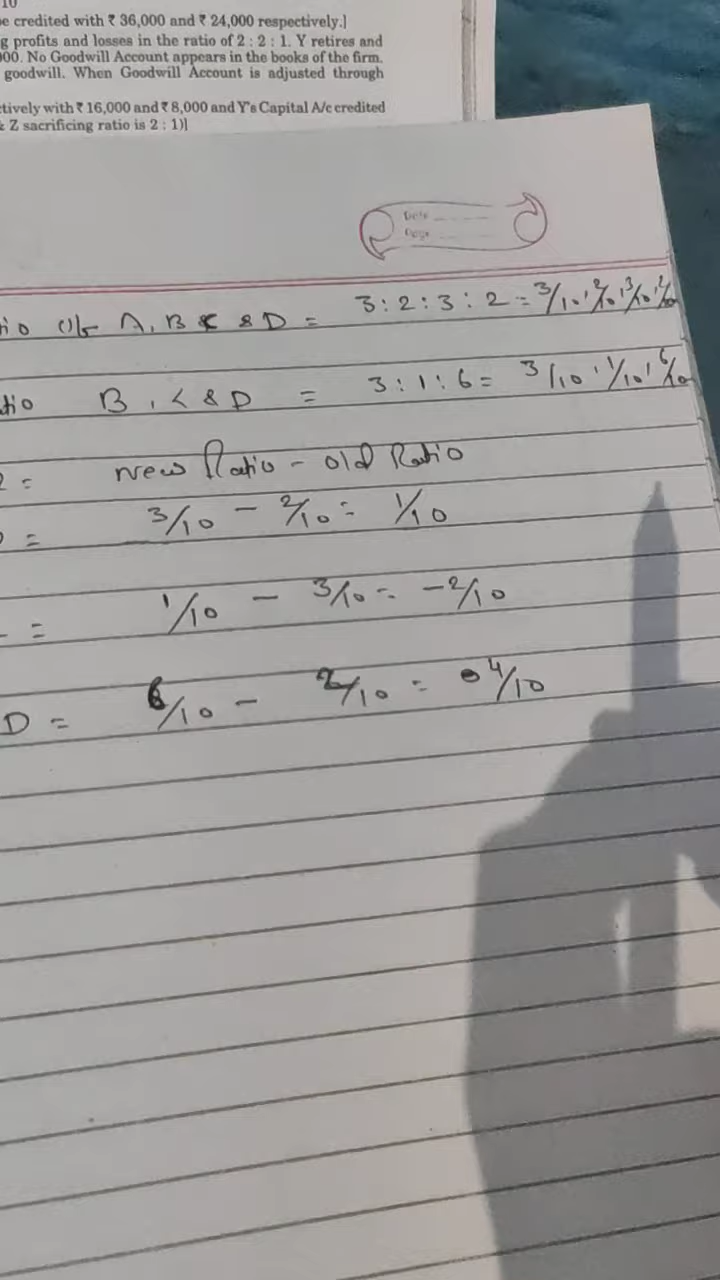 10
e credited with ₹ 36,000 and ₹ 24,000 respectively.]
g profits and losses in the ratio of 2 : 2 : 1. Y retires and
000. No Goodwill Account appears in the books of the firm.
goodwill. When Goodwill Account is adjusted through
ctively with ₹ 16,000 and ₹ 8,000 and Y's Capital A/c credited
Z sacrificing ratio is 2 : 1)]
Date
Page
tio of A, B C & D = 3:2:3:2 = 3/10, 2/10, 3/10, 2/10
tio B, C & D = 3:1:6 = 3/10, 1/10, 6/10
= new Ratio - old Ratio
= 3/10 - 2/10 = 1/10
= 1/10 - 3/10 = -2/10
D = 6/10 - 2/10 = 4/10